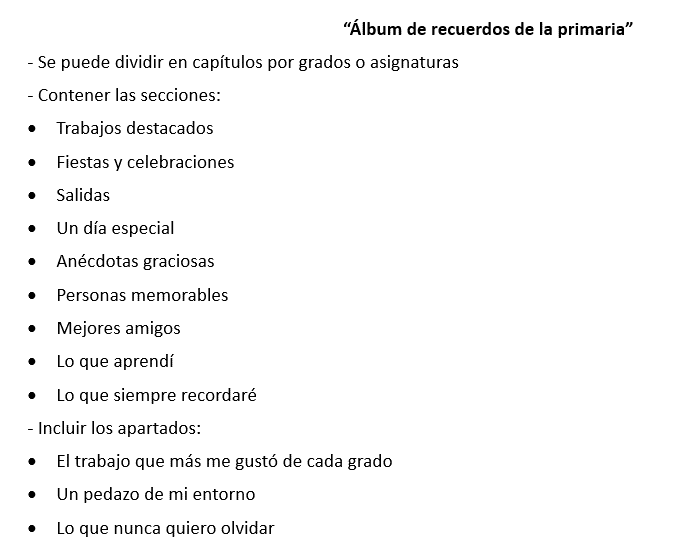 “Álbum de recuerdos de la primaria”
- Se puede dividir en capítulos por grados o asignaturas
- Contener las secciones:
• Trabajos destacados
• Fiestas y celebraciones
• Salidas
• Un día especial
• Anécdotas graciosas
• Personas memorables
• Mejores amigos
• Lo que aprendí
• Lo que siempre recordaré
- Incluir los apartados:
• El trabajo que más me gustó de cada grado
• Un pedazo de mi entorno
• Lo que nunca quiero olvidar